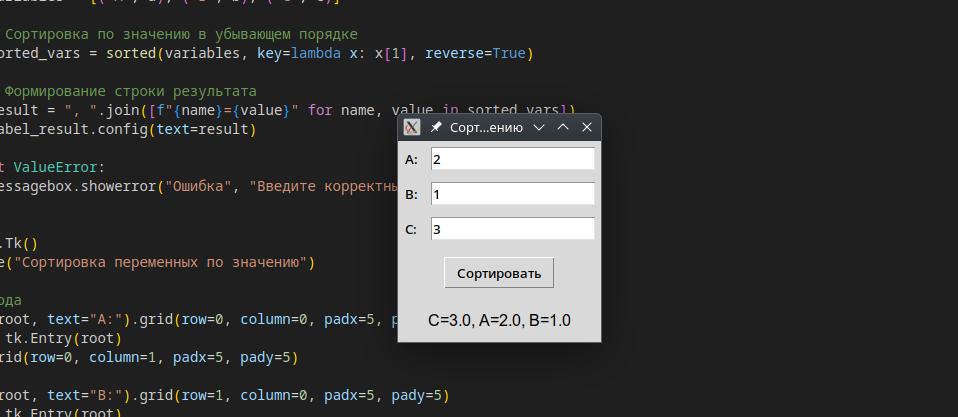 # Сортировка по значению в убывающем порядке
orted_vars = sorted(variables, key=lambda x: x[1], reverse=True)
Формирование строки результата
esult = ", ".join([f"{name}={value}" for name, value in sorted_vars])
abel_result.config(text=result)
t ValueError:
essagebox.showerror("Ошибка", "Введите
.Tk()
e("Сортировка переменных по значению")
root, text="A:").grid(row=0, column=0, padx=5,
tk.Entry(root)
rid(row=0, column=1, padx=5, pady=5)
root, text="B:").grid(row=1, column=0, padx=5, pady=5)
tk.Entry(root)
Сорт...ению
A: 2
B: 1
C: 3
Сортировать
C=3.0, A=2.0, B=1.0